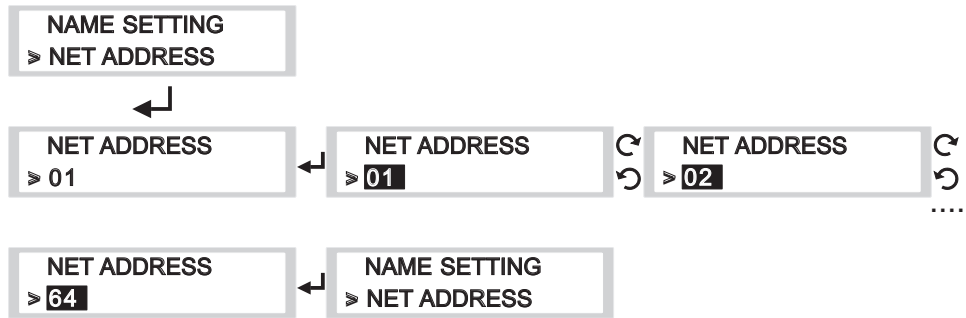 NAME SETTING
⪢ NET ADDRESS
NET ADDRESS
⪢ 01
NET ADDRESS
⪢ 01
NET ADDRESS
⪢ 02
....
NET ADDRESS
⪢ 64
NAME SETTING
⪢ NET ADDRESS